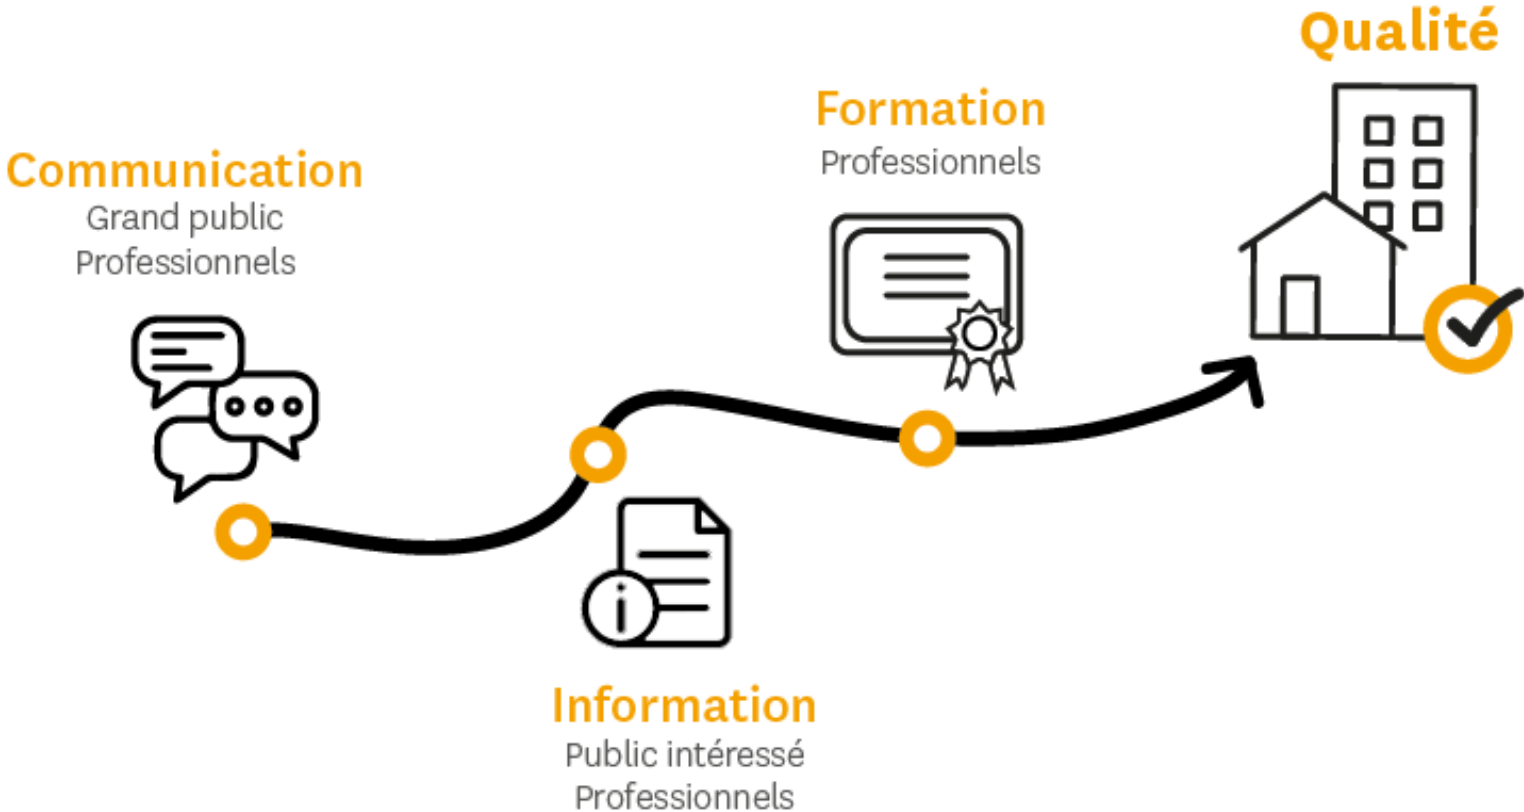 Communication
Grand public
Professionnels
Information
Public intéressé
Professionnels
Formation
Professionnels
Qualité